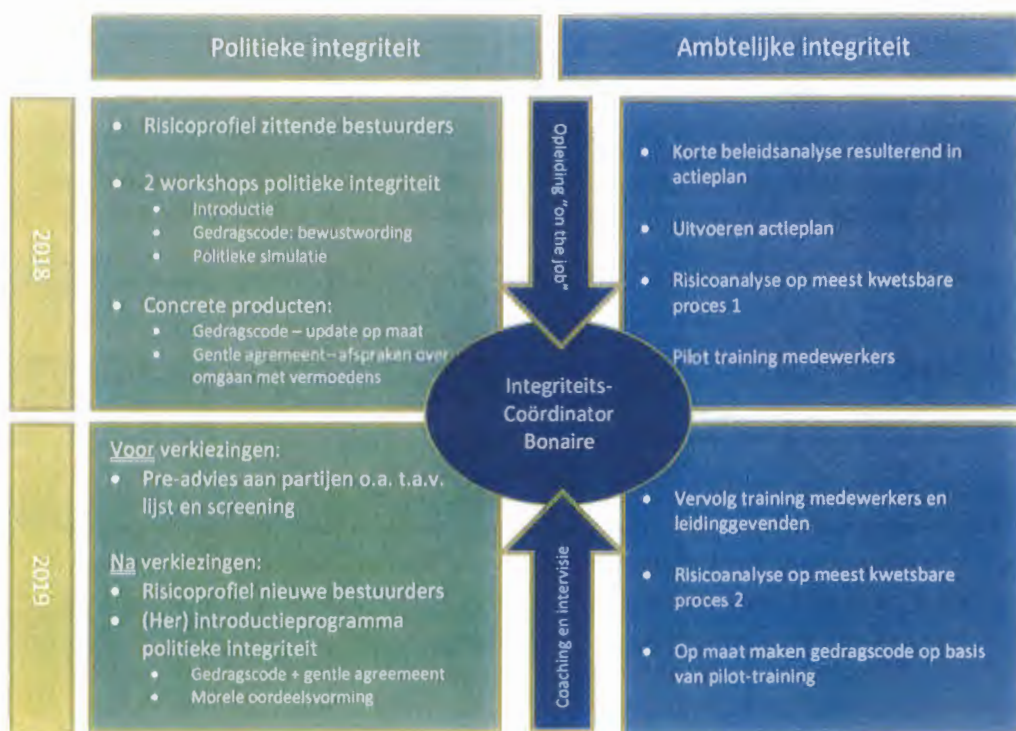 Politieke integriteit
Ambtelijke integriteit
2018
• Risicoprofiel zittende bestuurders
• 2 workshops politieke integriteit
• Introductie
• Gedragscode: bewustwording
• Politieke simulatie
• Concrete producten:
• Gedragscode – update op maat
• Gentle agremeent – afspraken over
omgaan met vermoedens
Opleiding "on the job"
• Korte beleidsanalyse resulterend in
actieplan
• Uitvoeren actieplan
• Risicoanalyse op meest kwetsbare
proces 1
Pilot training medewerkers
Integriteits-
Coördinator
Bonaire
2019
Voor verkiezingen:
• Pre-advies aan partijen o.a. t.a.v.
lijst en screening
Na verkiezingen:
• Risicoprofiel nieuwe bestuurders
• (Her) introductieprogramma
politieke integriteit
• Gedragscode + gentle agreemeent
• Morele oordeelsvorming
Coaching en intervisie
• Vervolg training medewerkers en
leidinggevenden
• Risicoanalyse op meest kwetsbare
proces 2
• Op maat maken gedragscode op basis
van pilot-training